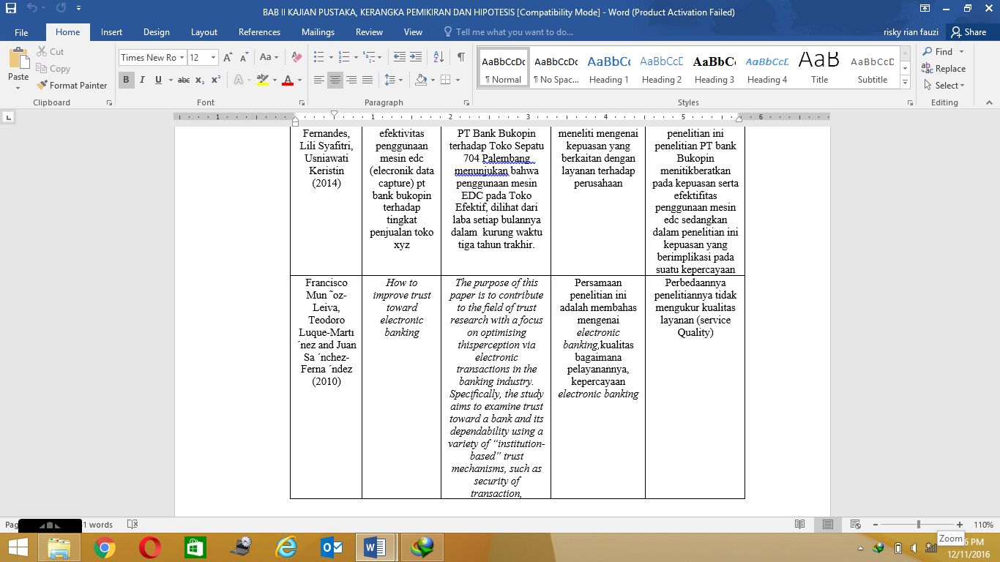 BAB II KAJIAN PUSTAKA, KERANGKA PEMIKIRAN DAN HIPOTESIS [Compatibility Mode] - Word (Product Activation Failed)
File Home Insert Design Layout References Mailings Review View Tell me what you want to do... risky rian fauzi Share
Paste
Cut
Copy
Format Painter
Clipboard
Times New Ro 12
B I U abc x₂ x²
Font
Paragraph
AaBbCcDc AaBbCcDc AaBbCc AaBbCcD AaBbCc AaBbCcD AaB AaBbCcD
¶ Normal ¶ No Spac... Heading 1 Heading 2 Heading 3 Heading 4 Title Subtitle
Styles
Find
Replace
Select
Editing
1 1 2 3 4 5 6
Fernandes,
Lili Syafitri,
Usniawati
Keristin
(2014)
efektivitas
penggunaan
mesin edc
(elecronik data
capture) pt
bank bukopin
terhadap
tingkat
penjualan toko
xyz
PT Bank Bukopin
terhadap Toko Sepatu
704 Palembang
menunjukan bahwa
penggunaan mesin
EDC pada Toko
Efektif, dilihat dari
laba setiap bulannya
dalam kurung waktu
tiga tahun trakhir.
meneliti mengenai
kepuasan yang
berkaitan dengan
layanan terhadap
perusahaan
penelitian ini
penelitian PT bank
Bukopin
menitikberatkan
pada kepuasan serta
efektifitas
penggunaan mesin
edc sedangkan
dalam penelitian ini
kepuasan yang
berimplikasi pada
suatu kepercayaan
Francisco
Mun ˜oz-
Leiva,
Teodoro
Luque-Martı
´nez and Juan
Sa ´nchez-
Ferna ´ndez
(2010)
How to
improve trust
toward
electronic
banking
The purpose of this
paper is to contribute
to the field of trust
research with a focus
on optimising
thisperception via
electronic
transactions in the
banking industry.
Specifically, the study
aims to examine trust
toward a bank and its
dependability using a
variety of “institution-
based” trust
mechanisms, such as
security of
transaction,
Persamaan
penelitian ini
adalah membahas
mengenai
electronic
banking,kualitas
bagaimana
pelayanannya,
kepercayaan
electronic banking
Perbedaannya
penelitiannya tidak
mengukur kualitas
layanan (service
Quality)
1 words
110%
Zoom
6 PM
12/11/2016